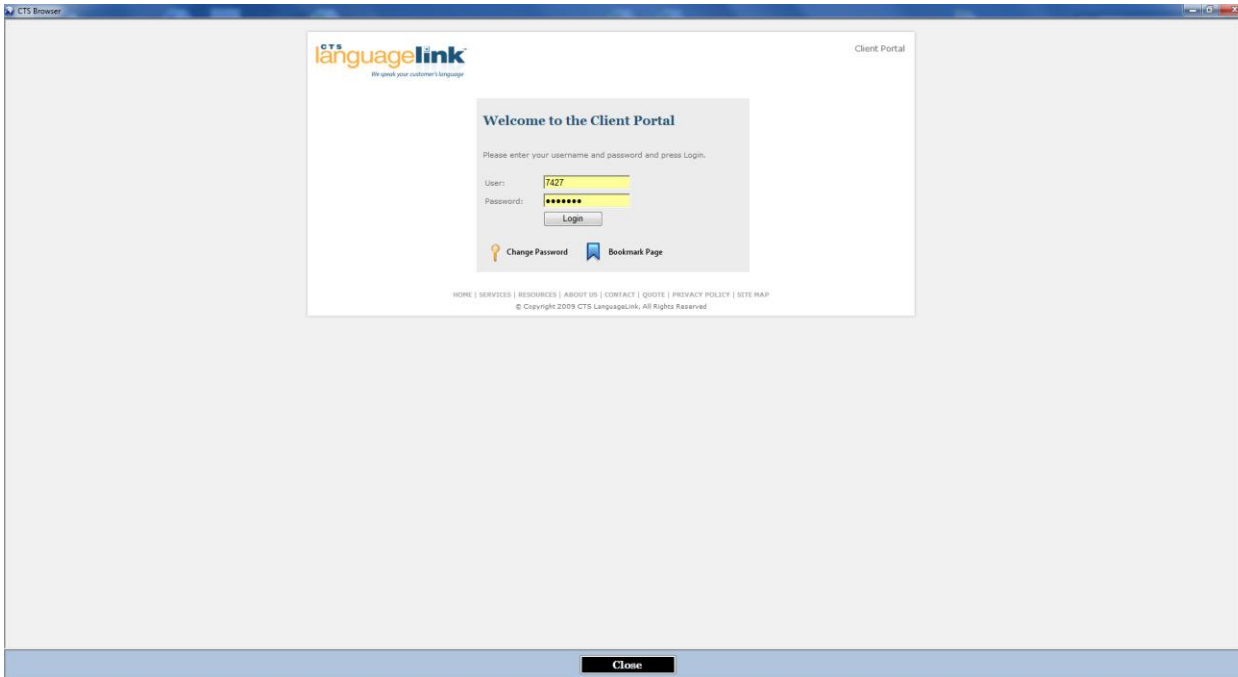 CTS Browser
CTS
languagelink
We speak your customer's language
Client Portal
Welcome to the Client Portal
Please enter your username and password and press Login.
User: 7427
Password: •••••••
Login
Change Password Bookmark Page
HOME | SERVICES | RESOURCES | ABOUT US | CONTACT | QUOTE | PRIVACY POLICY | SITE MAP
© Copyright 2009 CTS LanguageLink, All Rights Reserved
Close